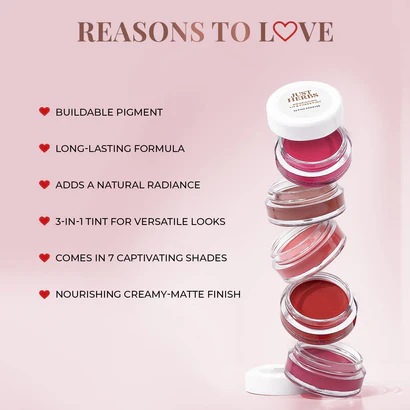 REASONS TO LOVE
JUST
HERBS
BUILDABLE PIGMENT
LONG-LASTING FORMULA
ADDS A NATURAL RADIANCE
3-IN-1 TINT FOR VERSATILE LOOKS
COMES IN 7 CAPTIVATING SHADES
NOURISHING CREAMY-MATTE FINISH